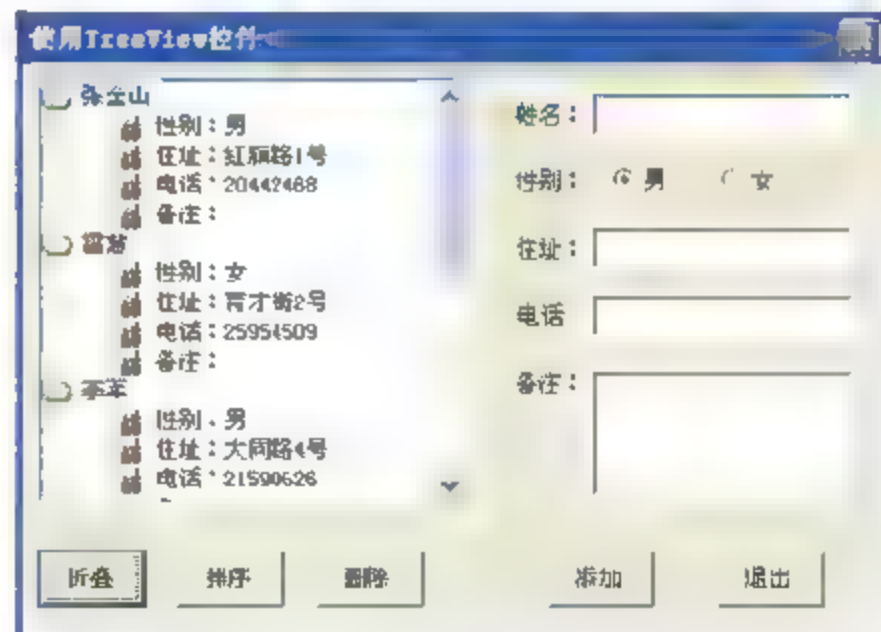 使用TreeView控件
张金山
性别：男
住址：红旗路1号
电话：20442468
备注：
性别：女
住址：育才街2号
电话：25954509
备注：
李军
性别：男
住址：大同路4号
电话：21590626
姓名：
性别： 男 女
住址：
电话
备注：
折叠 排序 删除 添加 退出